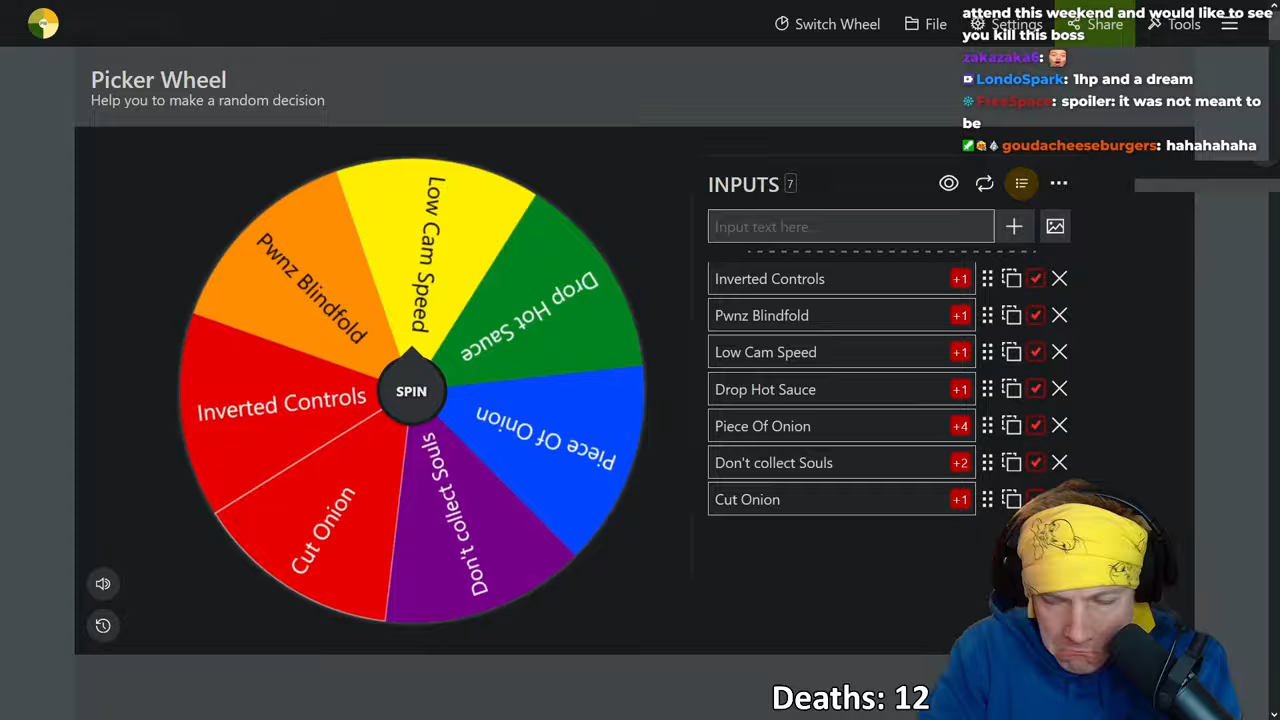 Switch Wheel
File
Settings
Share
Tools
attend this weekend and would like to see
you kill this boss
zakazaka6:
LondoSpark: 1hp and a dream
FrexSpace: spoiler: it was not meant to
be
goudacheeseburgers: hahahahaha
Picker Wheel
Help you to make a random decision
INPUTS 7
Input text here...
Inverted Controls +1
Pwnz Blindfold +1
Low Cam Speed +1
Drop Hot Sauce +1
Piece Of Onion +4
Don't collect Souls +2
Cut Onion +1
Low Cam Speed
Drop Hot Sauce
Piece Of Onion
Don't collect Souls
Cut Onion
Inverted Controls
Pwnz Blindfold
SPIN
Deaths: 12